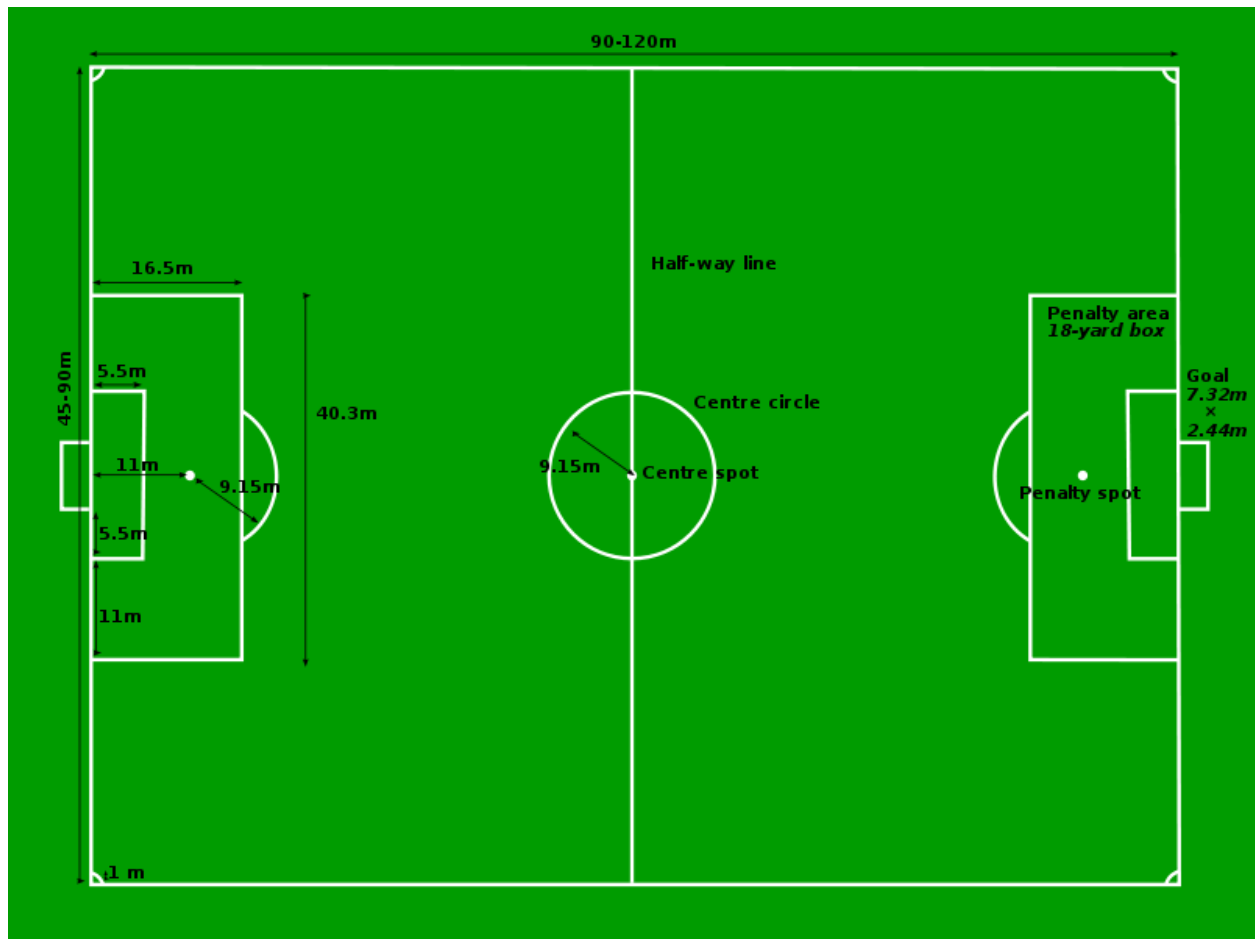 90-120m
Half-way line
16.5m
Penalty area
18-yard box
5.5m
45-90m
Goal
7.32m
×
2.44m
40.3m
Centre circle
11m
9.15m
9.15m
Centre spot
Penalty spot
5.5m
11m
1 m